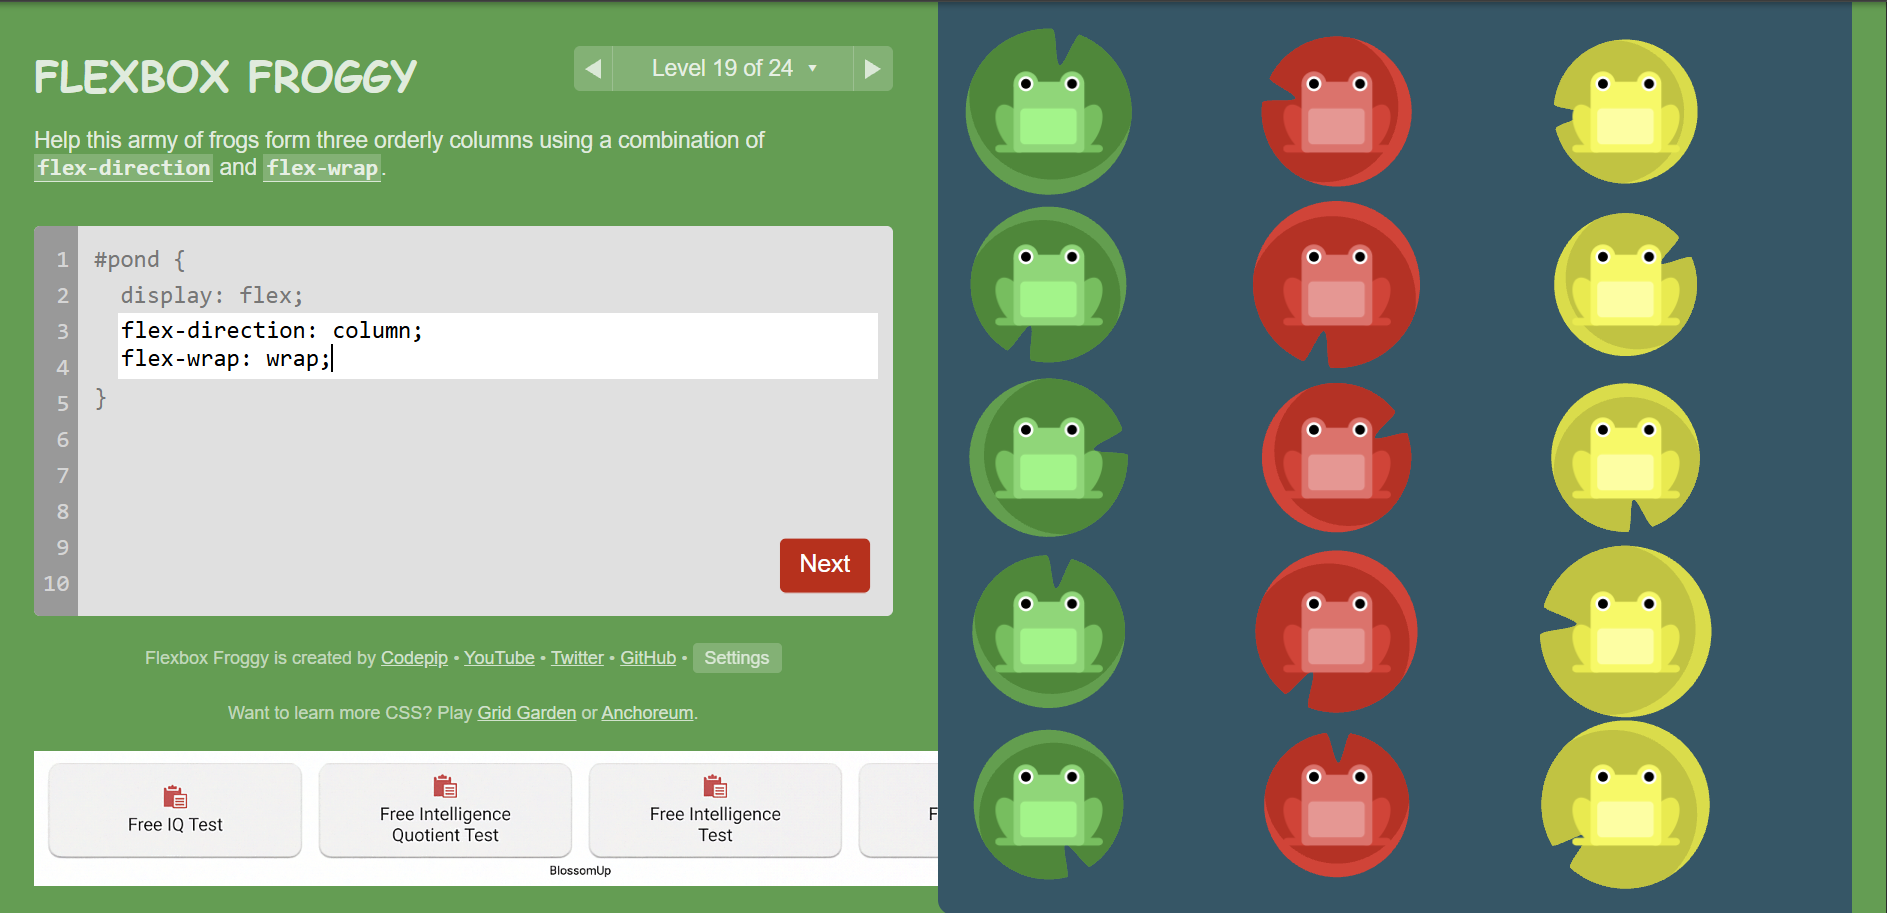 FLEXBOX FROGGY
◀ Level 19 of 24 ▼ ▶
Help this army of frogs form three orderly columns using a combination of
flex-direction and flex-wrap.
1 #pond {
2 display: flex;
3 flex-direction: column;
4 flex-wrap: wrap;
5 }
6
7
8
9
10
Next
Flexbox Froggy is created by Codepip • YouTube • Twitter • GitHub • Settings
Want to learn more CSS? Play Grid Garden or Anchoreum.
Free IQ Test
Free Intelligence
Quotient Test
Free Intelligence
Test
F
BlossomUp